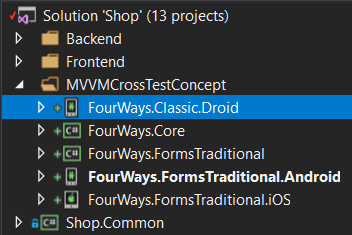 Solution 'Shop' (13 projects)
Backend
Frontend
MVVMCrossTestConcept
FourWays.Classic.Droid
C# FourWays.Core
C# FourWays.FormsTraditional
FourWays.FormsTraditional.Android
FourWays.FormsTraditional.iOS
C# Shop.Common